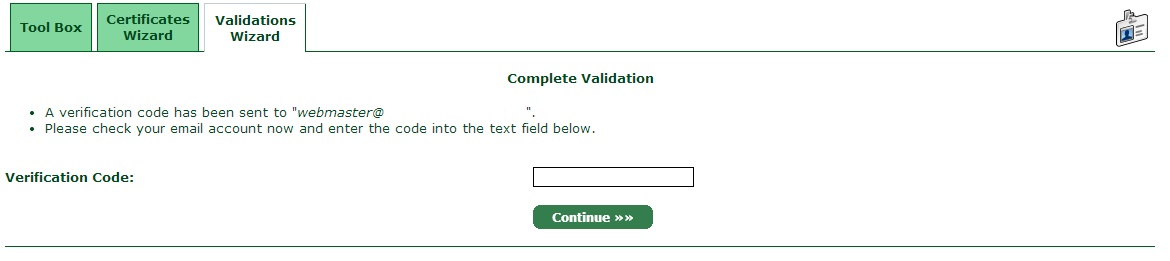 Tool Box
Certificates
Wizard
Validations
Wizard
Complete Validation
• A verification code has been sent to "webmaster@ ".
• Please check your email account now and enter the code into the text field below.
Verification Code:
Continue »»